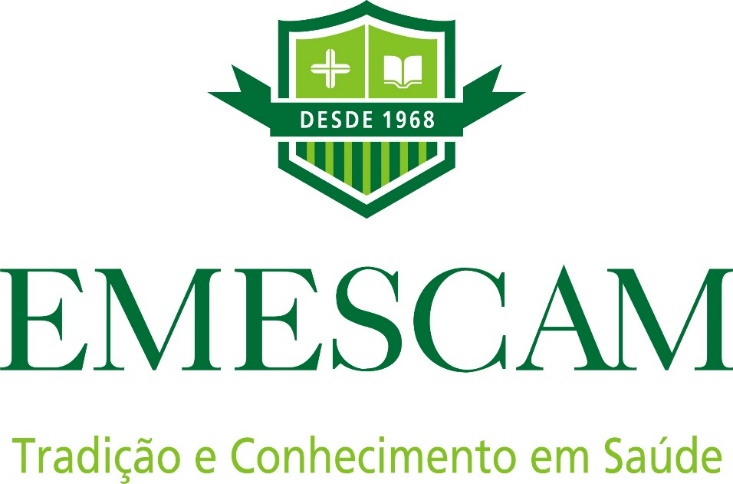 DESDE 1968
EMESCAM
Tradição e Conhecimento em Saúde